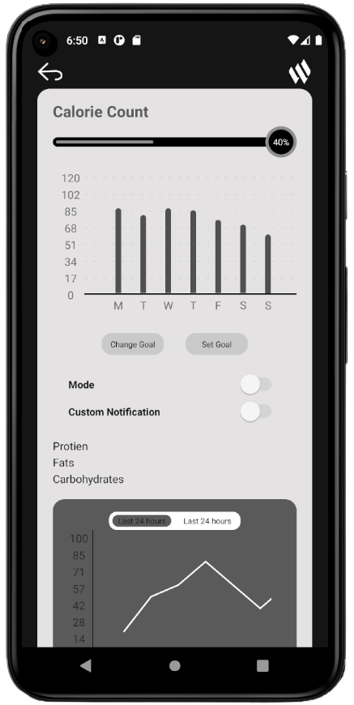 6:50
Calorie Count
40%
120
102
85
68
51
34
17
0
M T W T F S S
Change Goal Set Goal
Mode
Custom Notification
Protien
Fats
Carbohydrates
Last 24 hours Last 24 hours
100
85
71
57
42
28
14